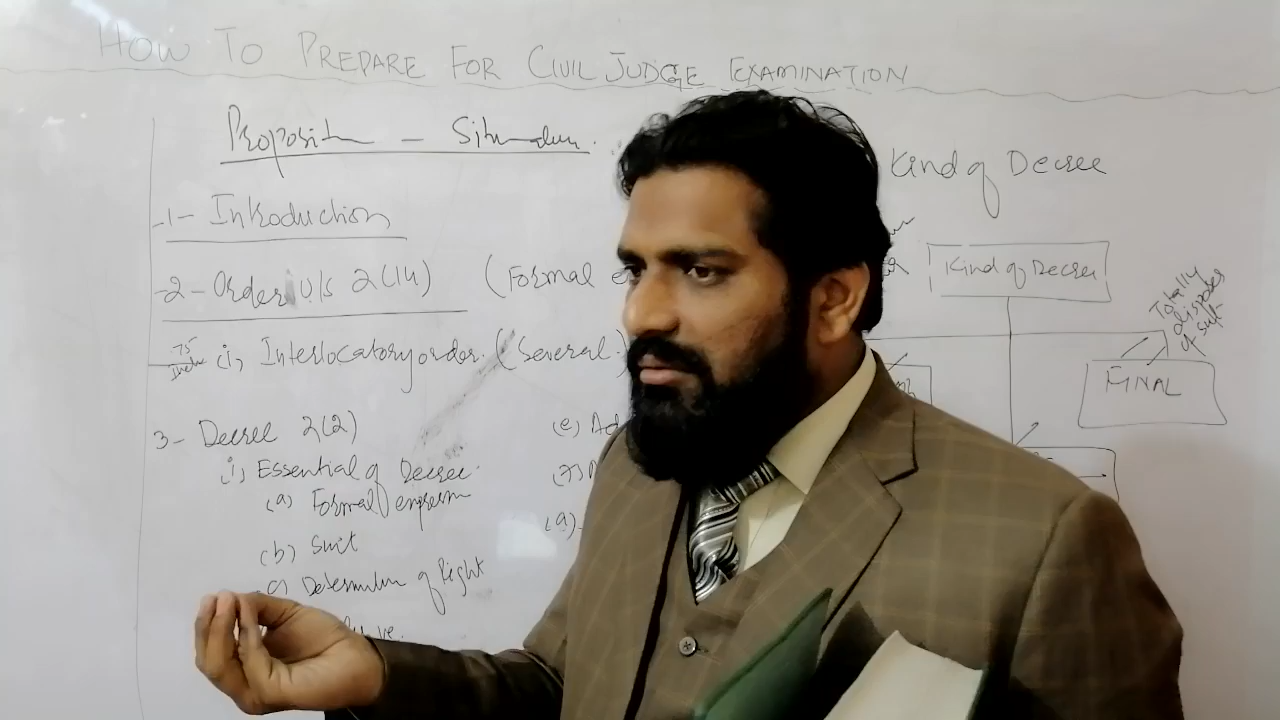 HOW TO PREPARE FOR CIVIL JUDGE EXAMINATION
Proposition - Situation
-1- Introduction
-2- Order U/S 2(14) (Formal e
(i) Interlocatory order. (Several)
3- Decree 2(2)
(i) Essential of Decree.
(a) Formal expression
(b) Suit
(c) Determination of Right
(e) Ad
Kind of Decree
Kind of Decree
Totally disposes of suit
FINAL